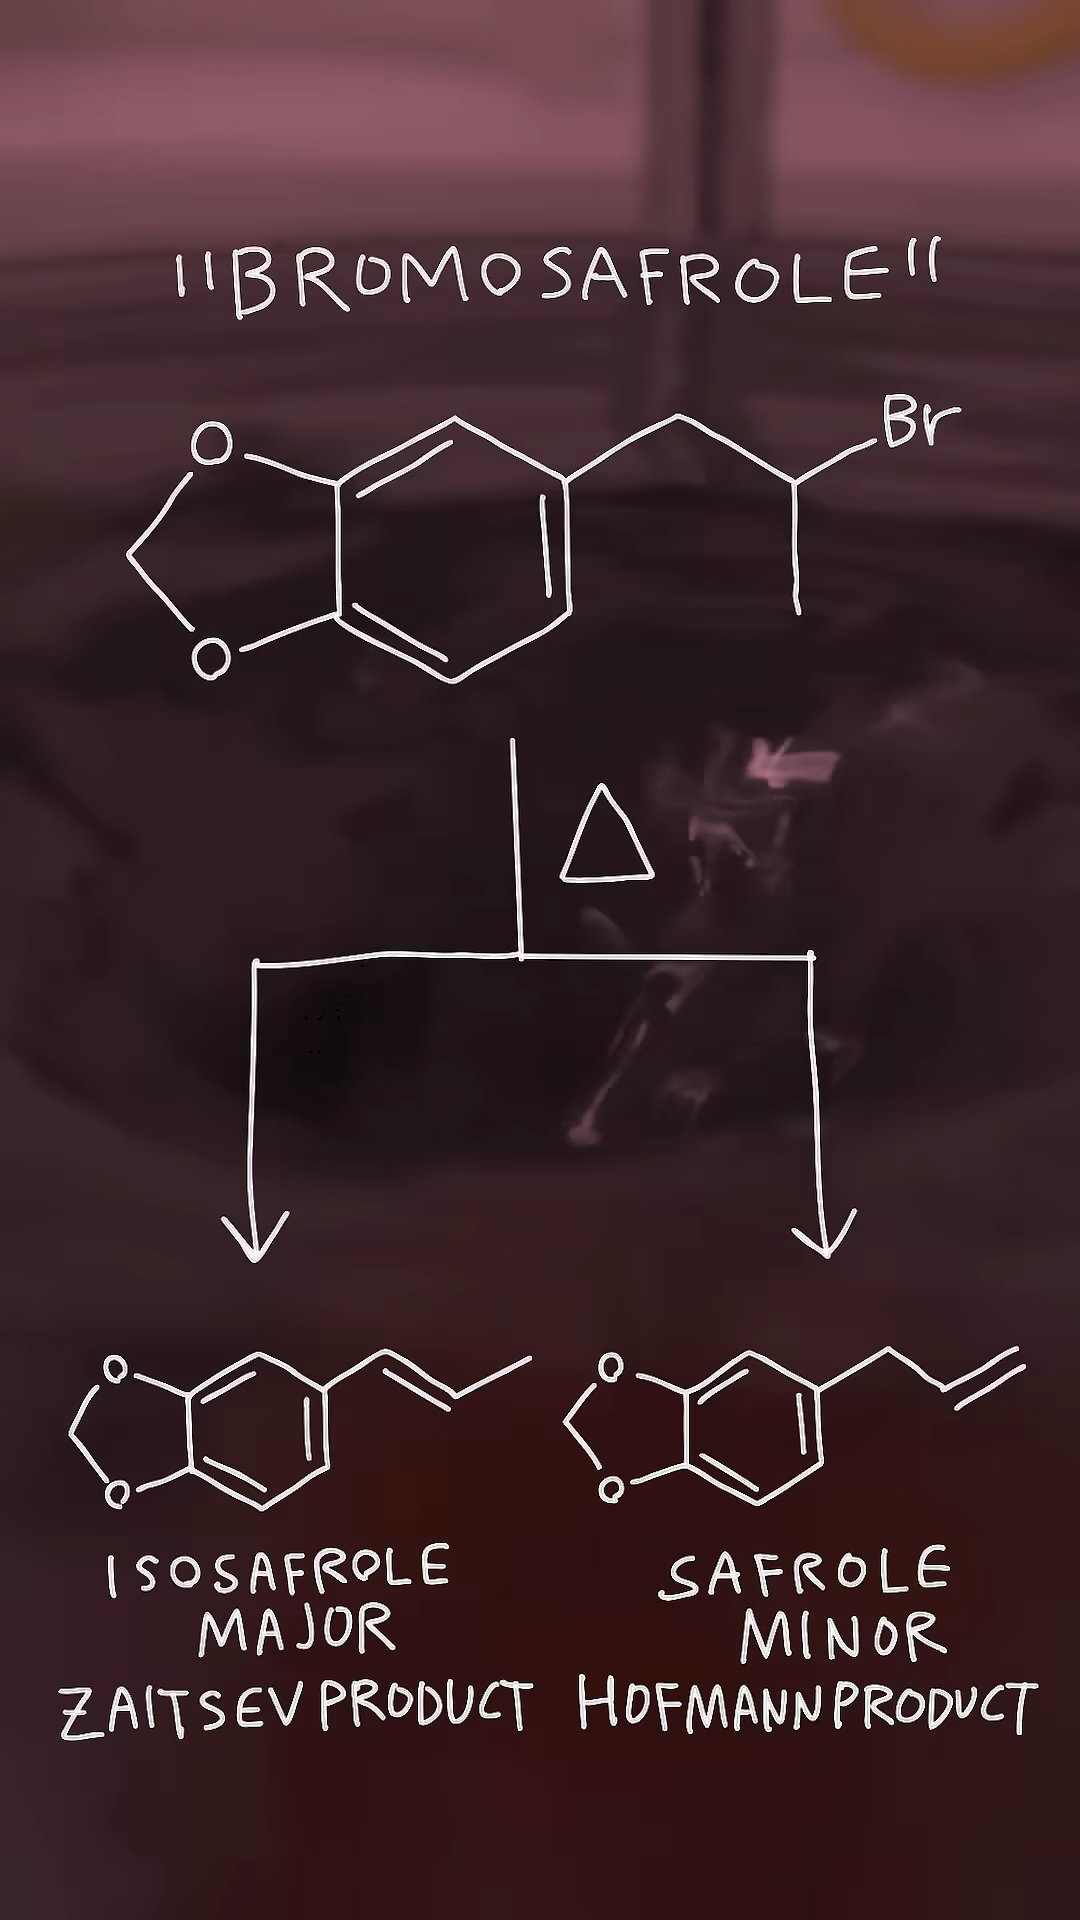 "BROMOSAFROLE"
O
Br
O
△
O
O
O
O
ISOSAFROLE
MAJOR
ZAITSEV PRODUCT
SAFROLE
MINOR
HOFMANN PRODUCT